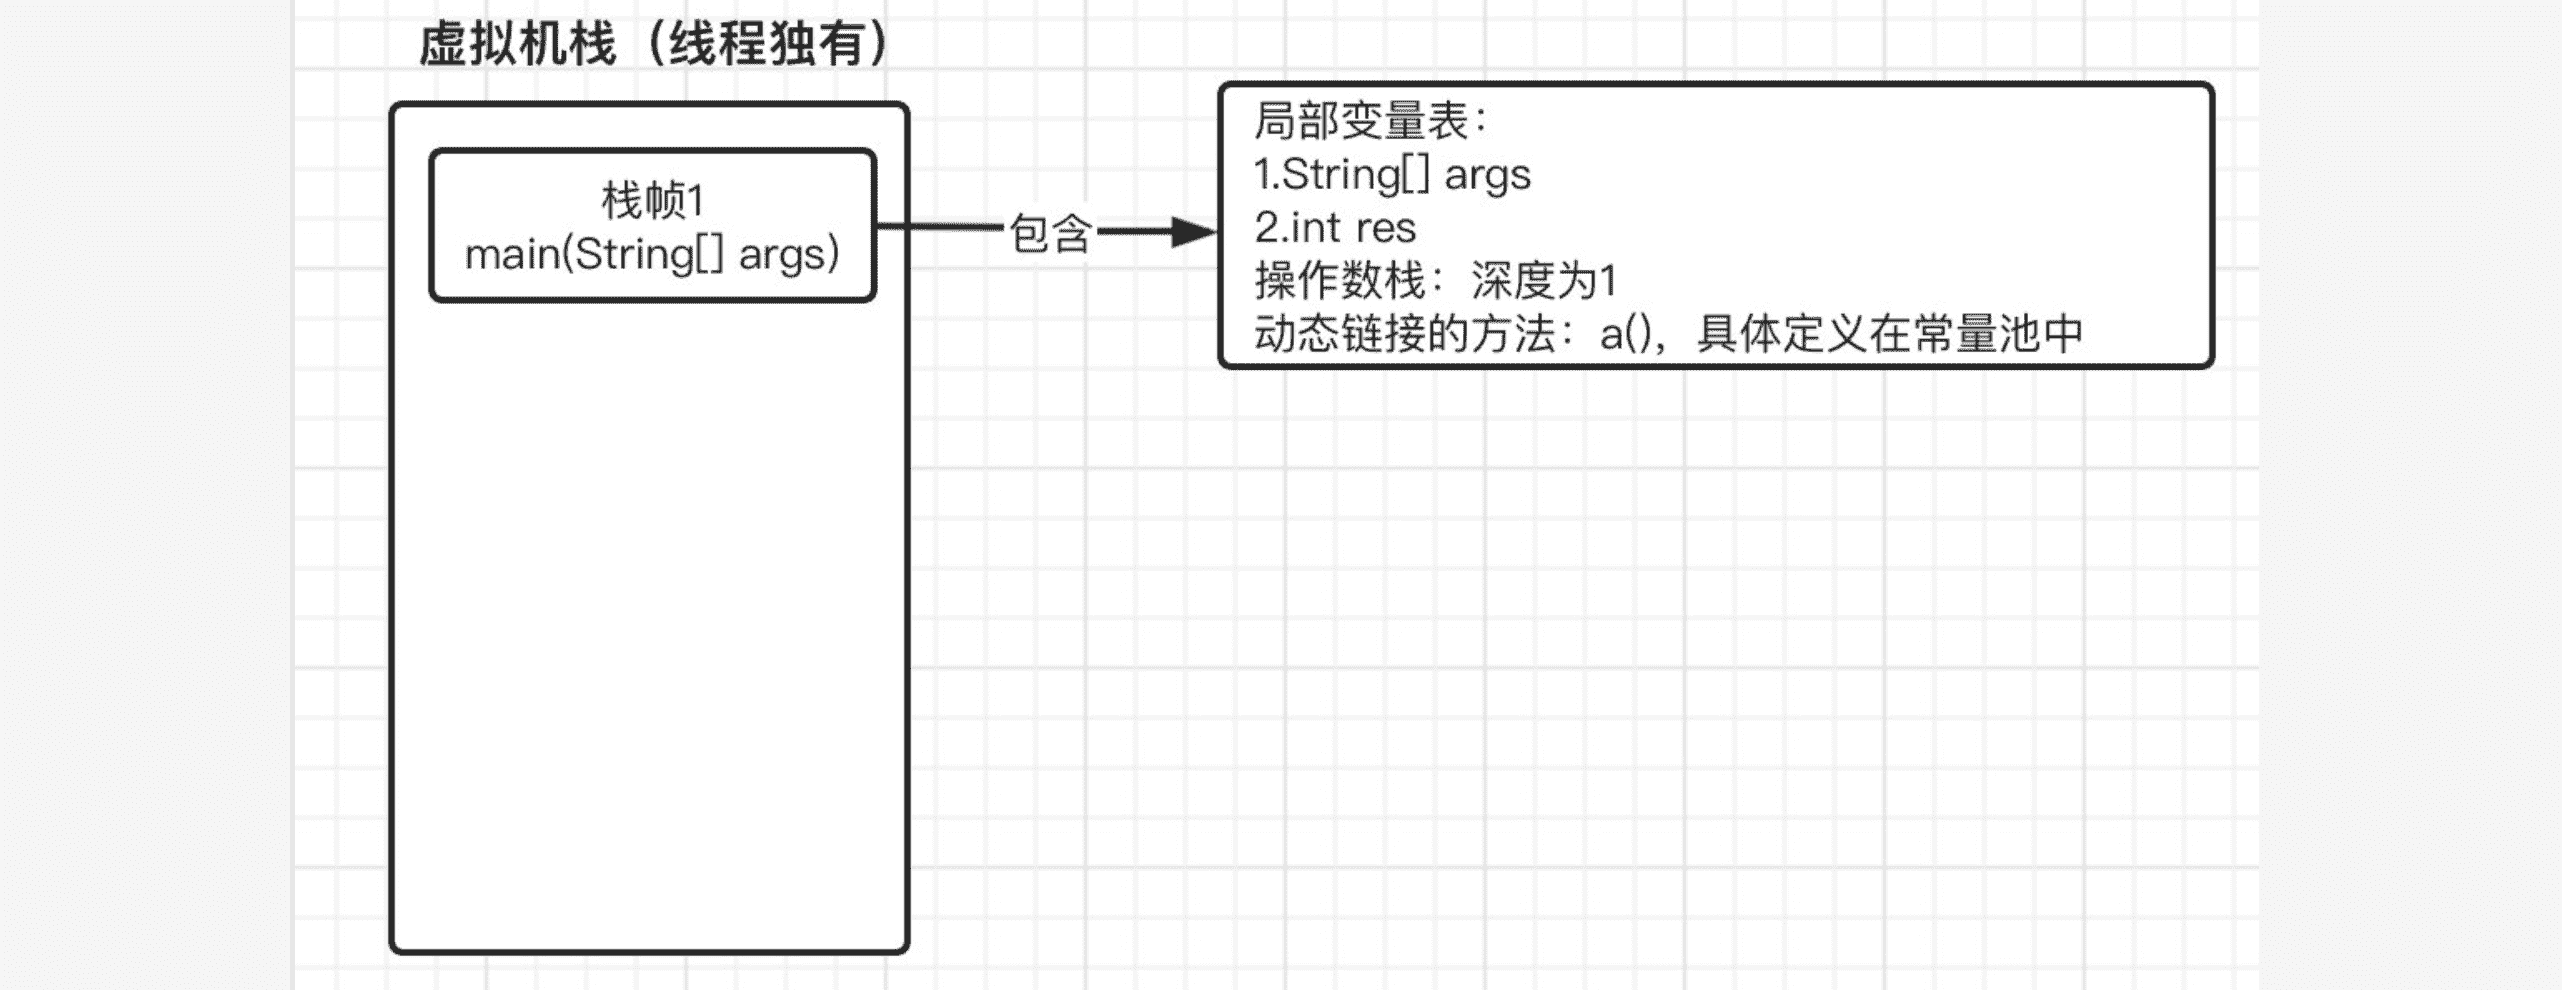 虚拟机栈（线程独有）
栈帧1
main(String[] args)
包含
局部变量表：
1.String[] args
2.int res
操作数栈：深度为1
动态链接的方法：a()，具体定义在常量池中